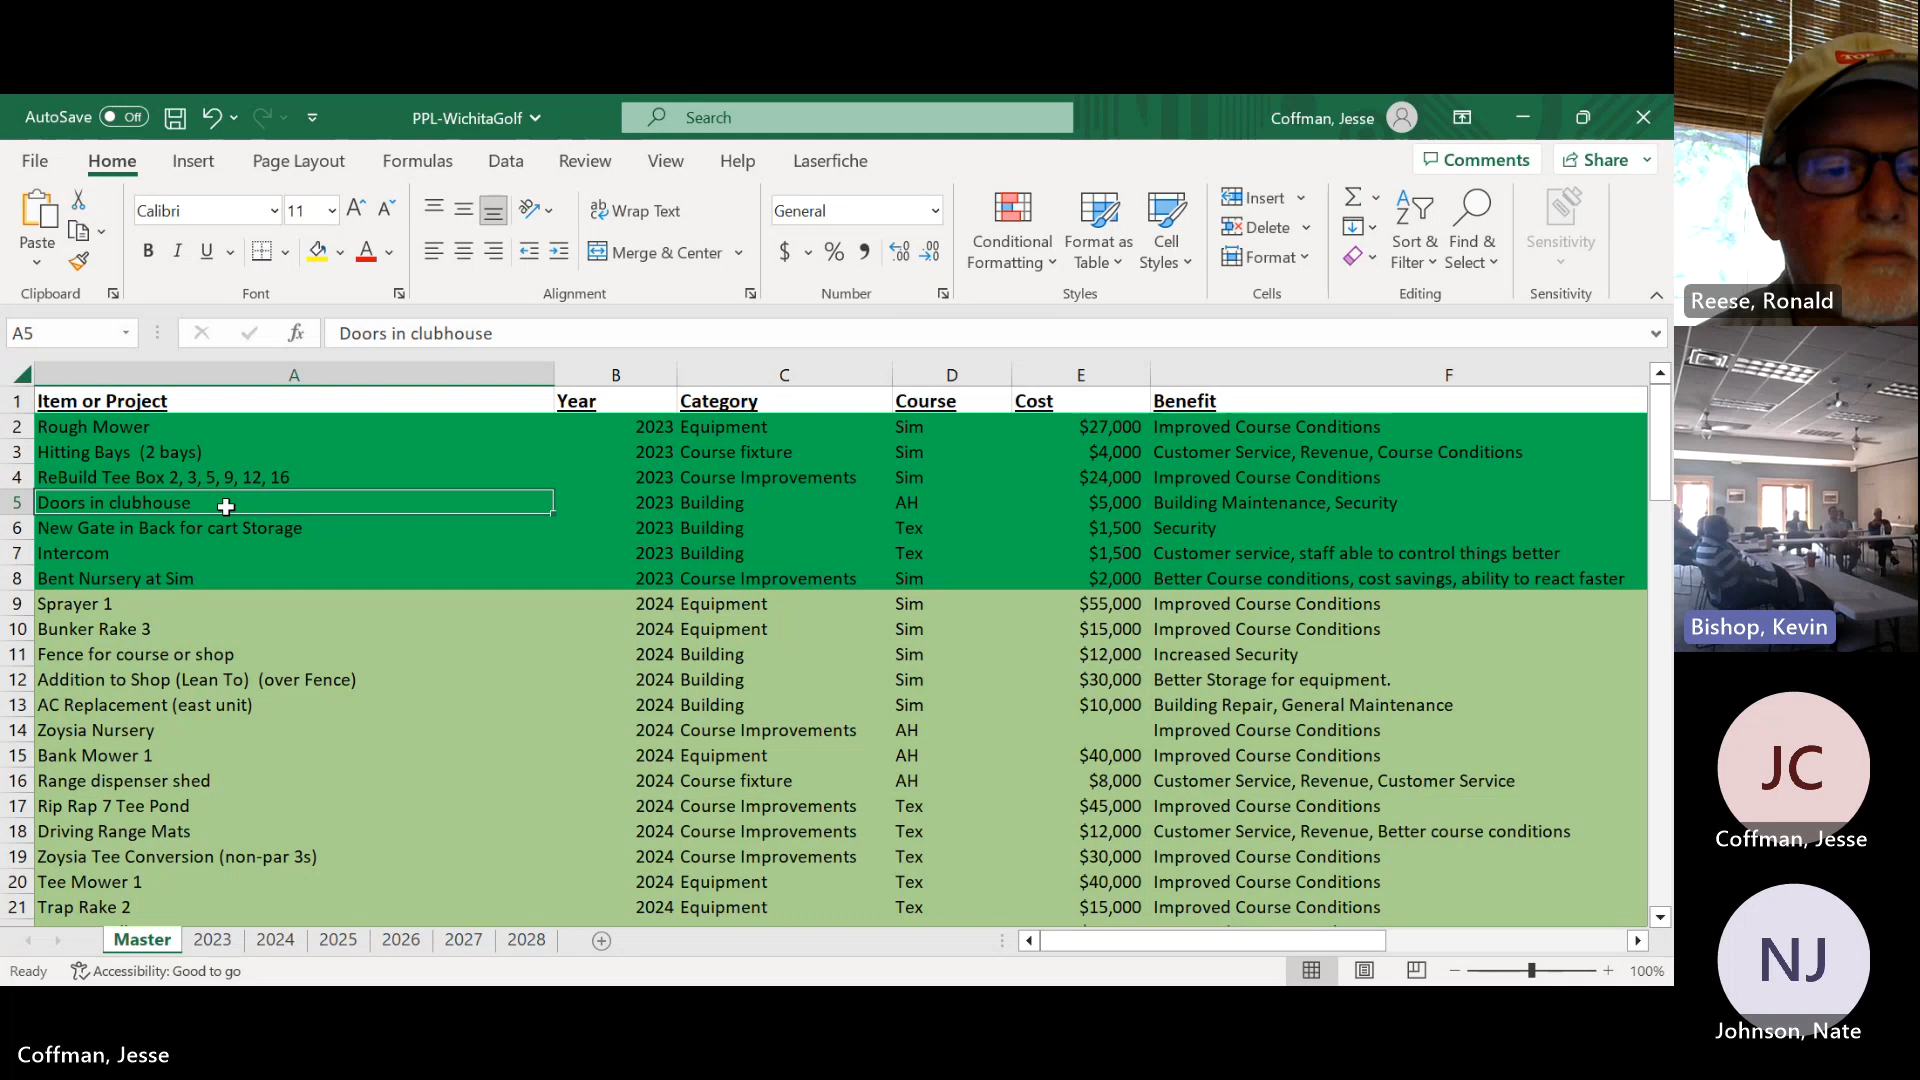 AutoSave Off PPL-WichitaGolf Search Coffman, Jesse
File Home Insert Page Layout Formulas Data Review View Help Laserfiche Comments Share
Paste Calibri 11 Wrap Text General Conditional Formatting Format as Table Cell Styles Insert Sort & Filter Find & Select Sensitivity
B I U Merge & Center $ % Delete
Format
Clipboard Font Alignment Number Styles Cells Editing Sensitivity
A5 fx Doors in clubhouse
A B C D E F
1 Item or Project Year Category Course Cost Benefit
2 Rough Mower 2023 Equipment Sim $27,000 Improved Course Conditions
3 Hitting Bays (2 bays) 2023 Course fixture Sim $4,000 Customer Service, Revenue, Course Conditions
4 ReBuild Tee Box 2, 3, 5, 9, 12, 16 2023 Course Improvements Sim $24,000 Improved Course Conditions
5 Doors in clubhouse 2023 Building AH $5,000 Building Maintenance, Security
6 New Gate in Back for cart Storage 2023 Building Tex $1,500 Security
7 Intercom 2023 Building Tex $1,500 Customer service, staff able to control things better
8 Bent Nursery at Sim 2023 Course Improvements Sim $2,000 Better Course conditions, cost savings, ability to react faster
9 Sprayer 1 2024 Equipment Sim $55,000 Improved Course Conditions
10 Bunker Rake 3 2024 Equipment Sim $15,000 Improved Course Conditions
11 Fence for course or shop 2024 Building Sim $12,000 Increased Security
12 Addition to Shop (Lean To) (over Fence) 2024 Building Sim $30,000 Better Storage for equipment.
13 AC Replacement (east unit) 2024 Building Sim $10,000 Building Repair, General Maintenance
14 Zoysia Nursery 2024 Course Improvements AH Improved Course Conditions
15 Bank Mower 1 2024 Equipment AH $40,000 Improved Course Conditions
16 Range dispenser shed 2024 Course fixture AH $8,000 Customer Service, Revenue, Customer Service
17 Rip Rap 7 Tee Pond 2024 Course Improvements Tex $45,000 Improved Course Conditions
18 Driving Range Mats 2024 Course Improvements Tex $12,000 Customer Service, Revenue, Better course conditions
19 Zoysia Tee Conversion (non-par 3s) 2024 Course Improvements Tex $30,000 Improved Course Conditions
20 Tee Mower 1 2024 Equipment Tex $40,000 Improved Course Conditions
21 Trap Rake 2 2024 Equipment Tex $15,000 Improved Course Conditions
Master 2023 2024 2025 2026 2027 2028
Ready Accessibility: Good to go 100%
Coffman, Jesse
Reese, Ronald
Bishop, Kevin
JC
Coffman, Jesse
NJ
Johnson, Nate